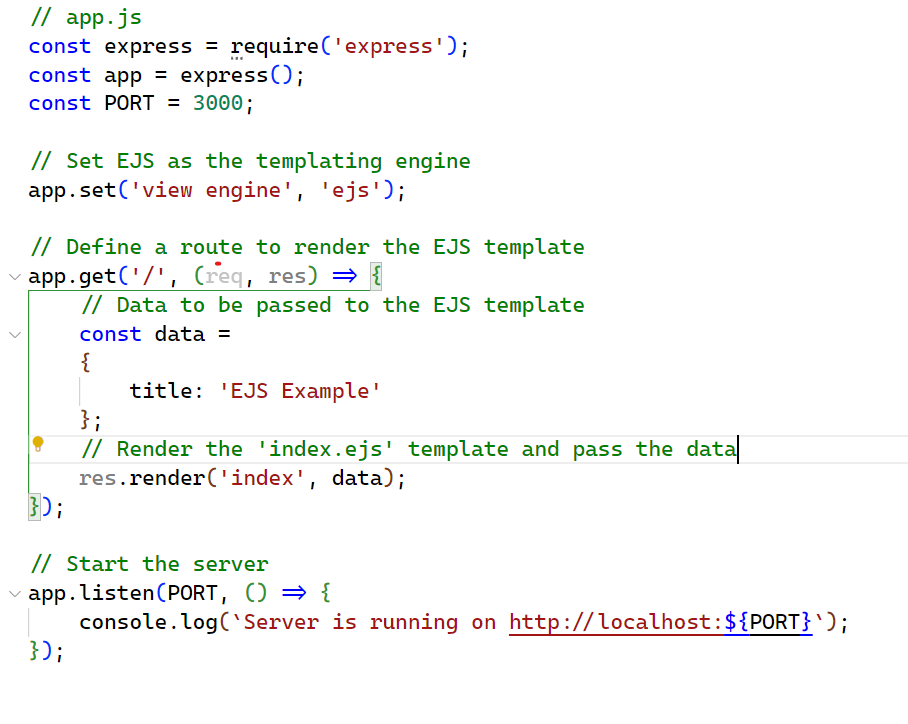 // app.js
const express = require('express');
const app = express();
const PORT = 3000;
// Set EJS as the templating engine
app.set('view engine', 'ejs');
// Define a route to render the EJS template
app.get('/', (req, res) => {
// Data to be passed to the EJS template
const data =
{
title: 'EJS Example'
};
// Render the 'index.ejs' template and pass the data
res.render('index', data);
});
// Start the server
app.listen(PORT, () => {
console.log(`Server is running on http://localhost:${PORT}`);
});